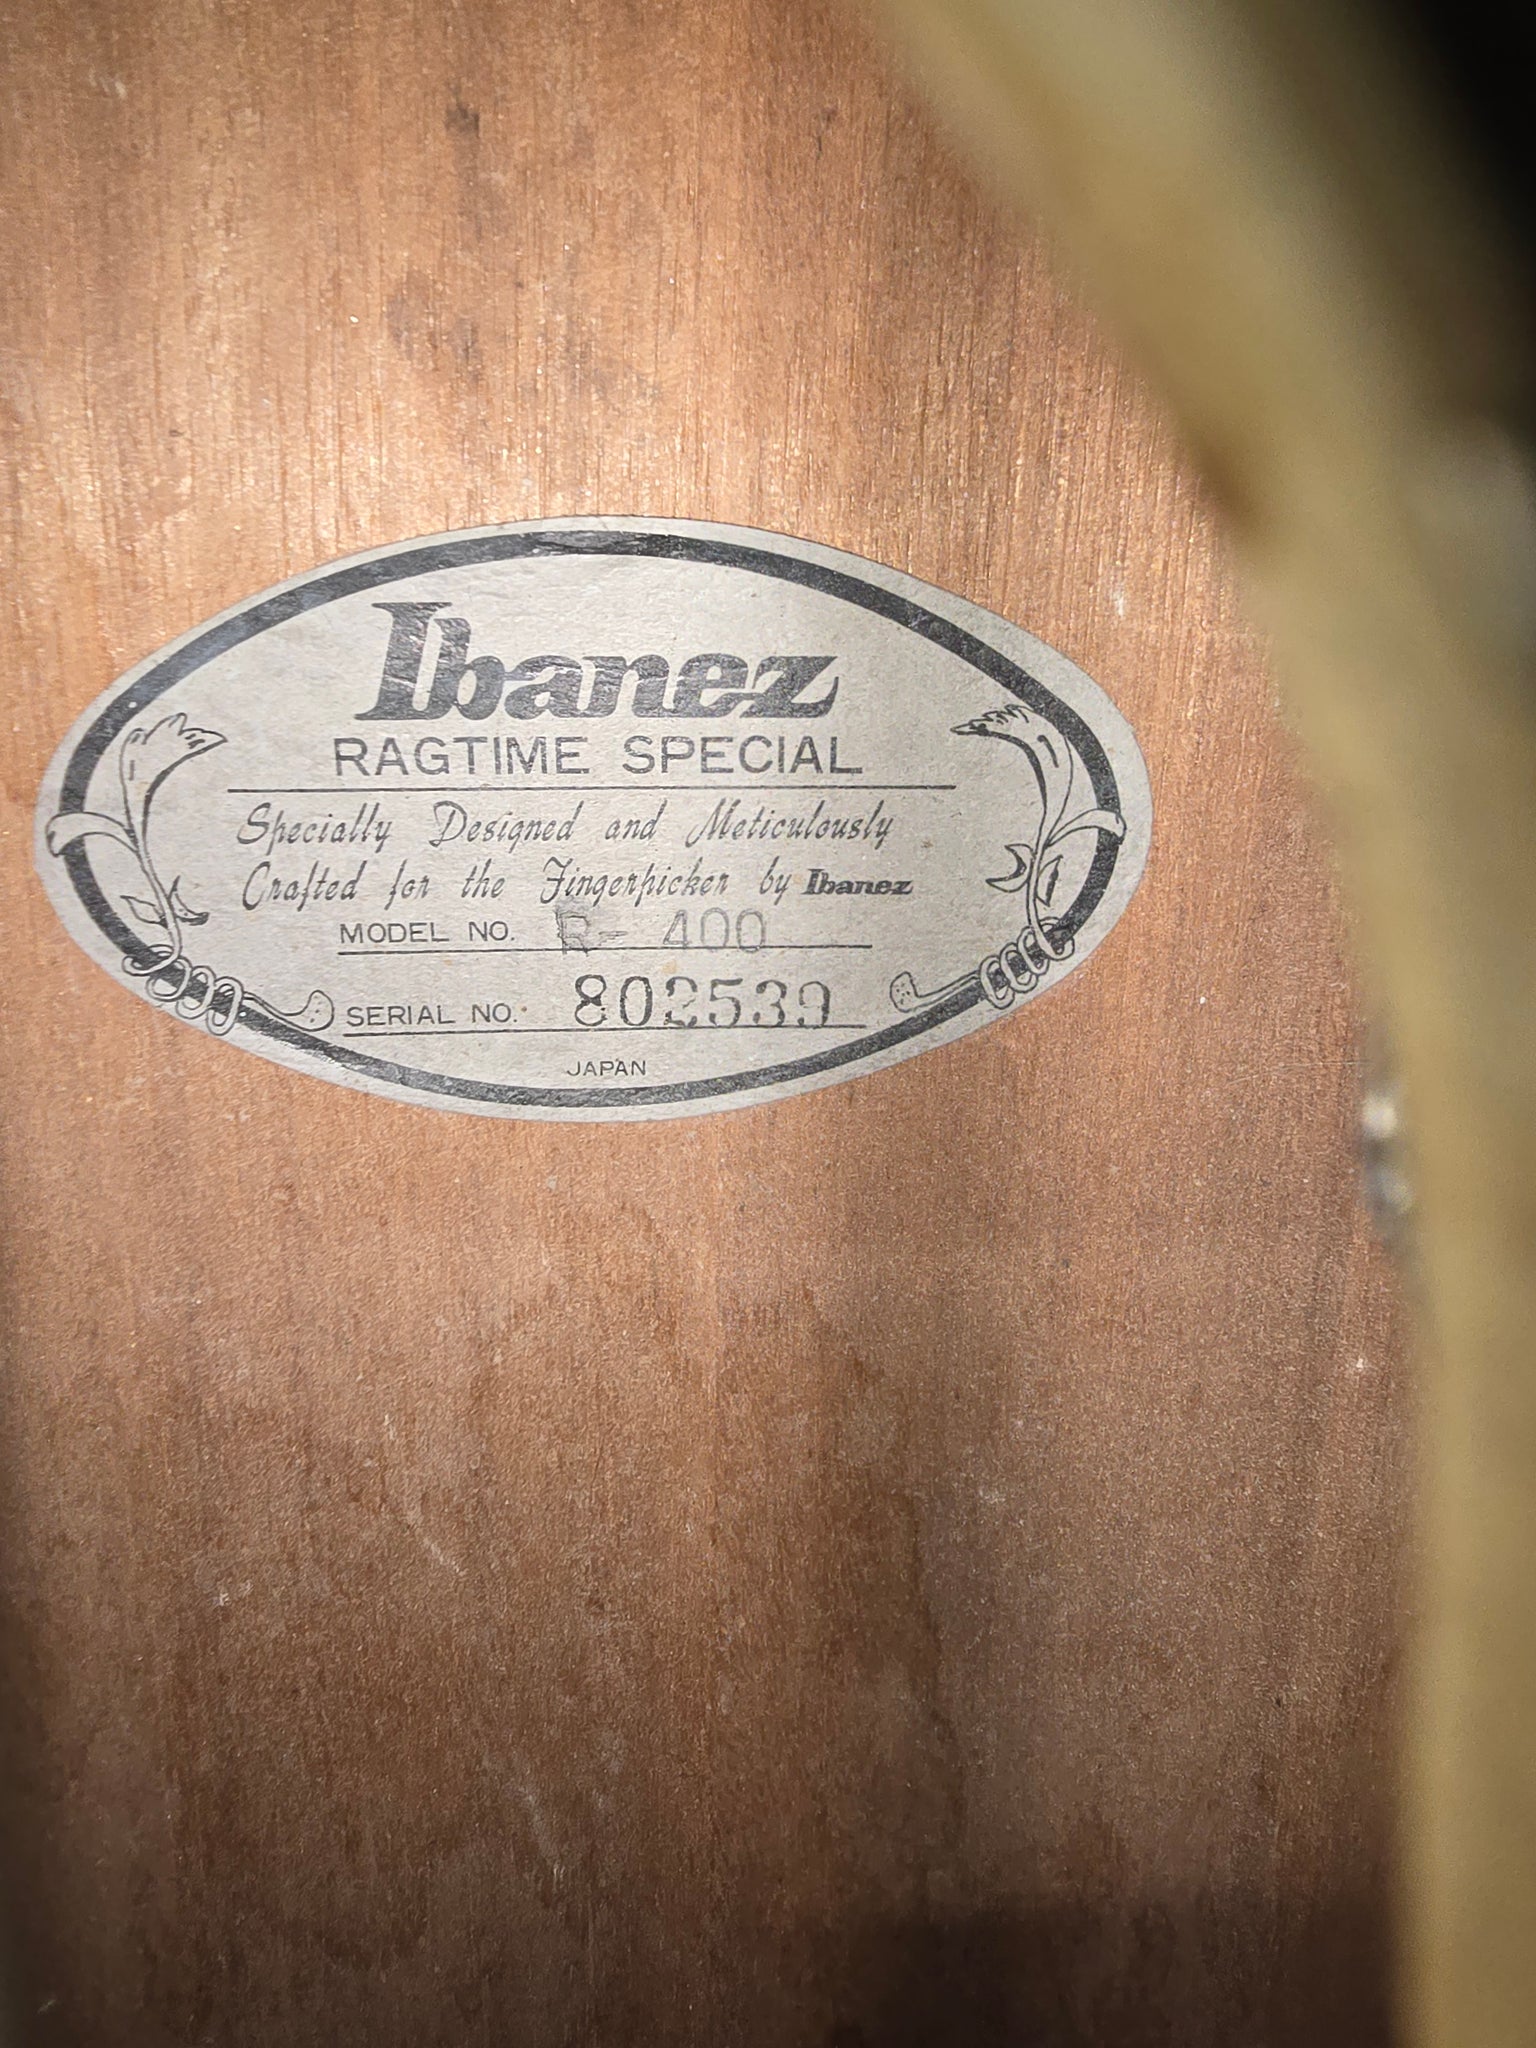 Ibanez
RAGTIME SPECIAL
Specially Designed and Meticulously
Crafted for the Fingerpicker by Ibanez
MODEL NO. R- 400
SERIAL NO. 802539
JAPAN